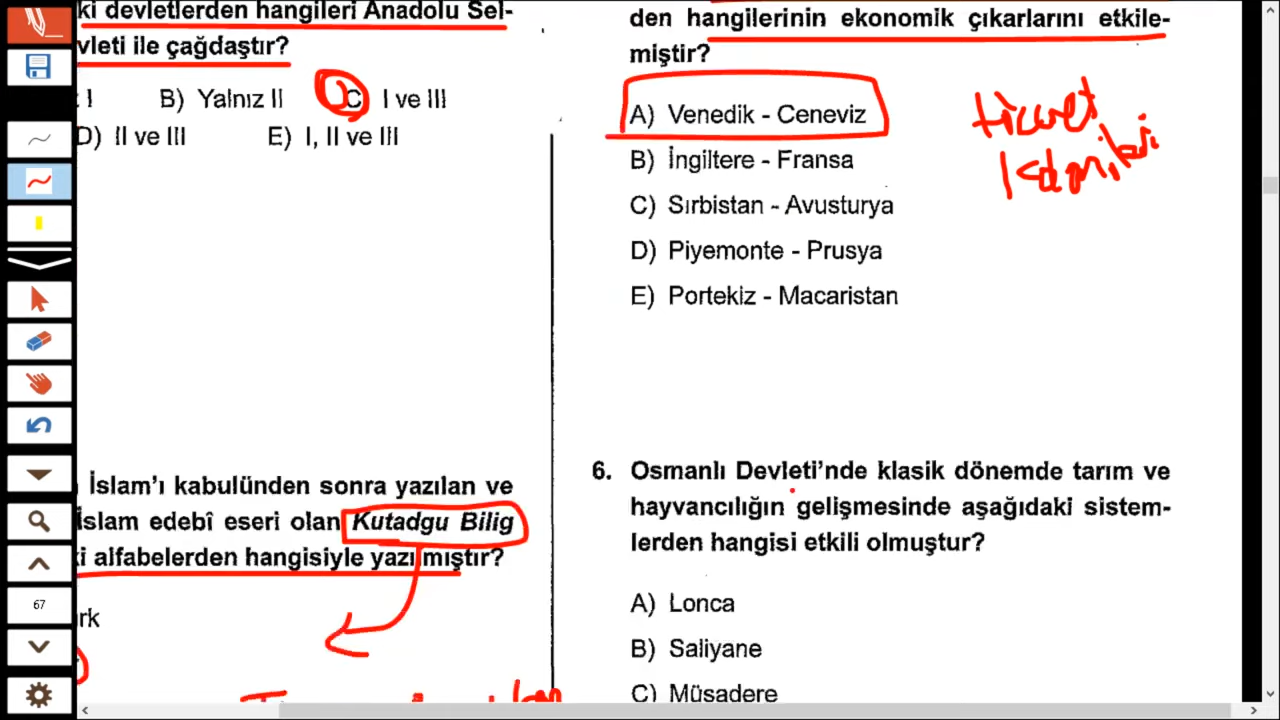 ki devletlerden hangileri Anadolu Sel-
vleti ile çağdaştır?
I
B) Yalnız II
C) I ve III
D) II ve III
E) I, II ve III
İslam’ı kabulünden sonra yazılan ve
İslam edebî eseri olan Kutadgu Bilig
ki alfabelerden hangisiyle yazılmıştır?
rk
den hangilerinin ekonomik çıkarlarını etkile-
miştir?
A) Venedik - Ceneviz
B) İngiltere - Fransa
C) Sırbistan - Avusturya
D) Piyemonte - Prusya
E) Portekiz - Macaristan
ticaret
6. Osmanlı Devleti’nde klasik dönemde tarım ve
hayvancılığın gelişmesinde aşağıdaki sistem-
lerden hangisi etkili olmuştur?
A) Lonca
B) Saliyane
C) Müsadere
67